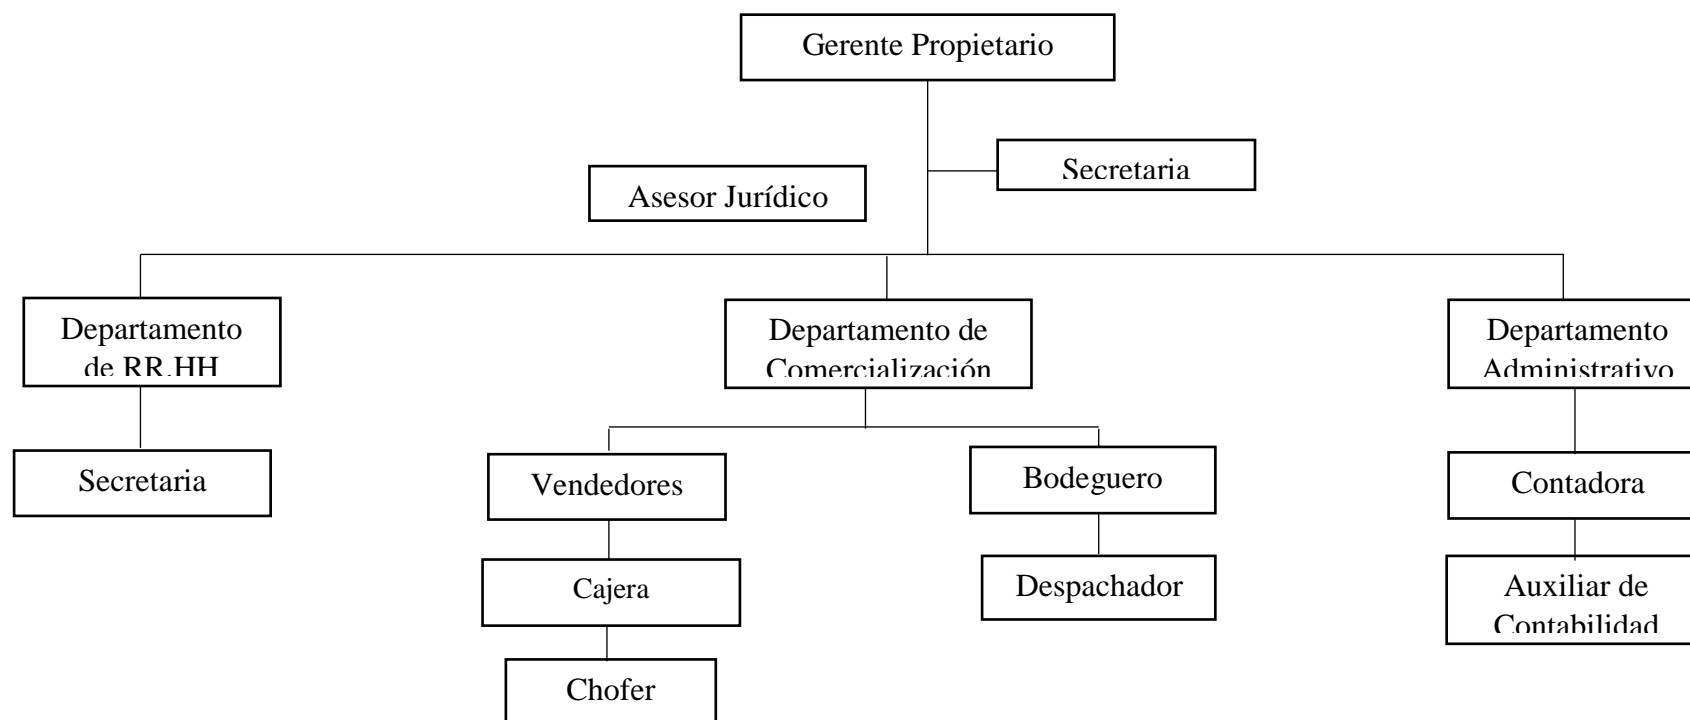 Gerente Propietario
Secretaria
Asesor Jurídico
Departamento
de RR.HH
Departamento de
Comercialización
Departamento
Administrativo
Secretaria
Vendedores
Bodeguero
Contadora
Cajera
Despachador
Auxiliar de
Contabilidad
Chofer